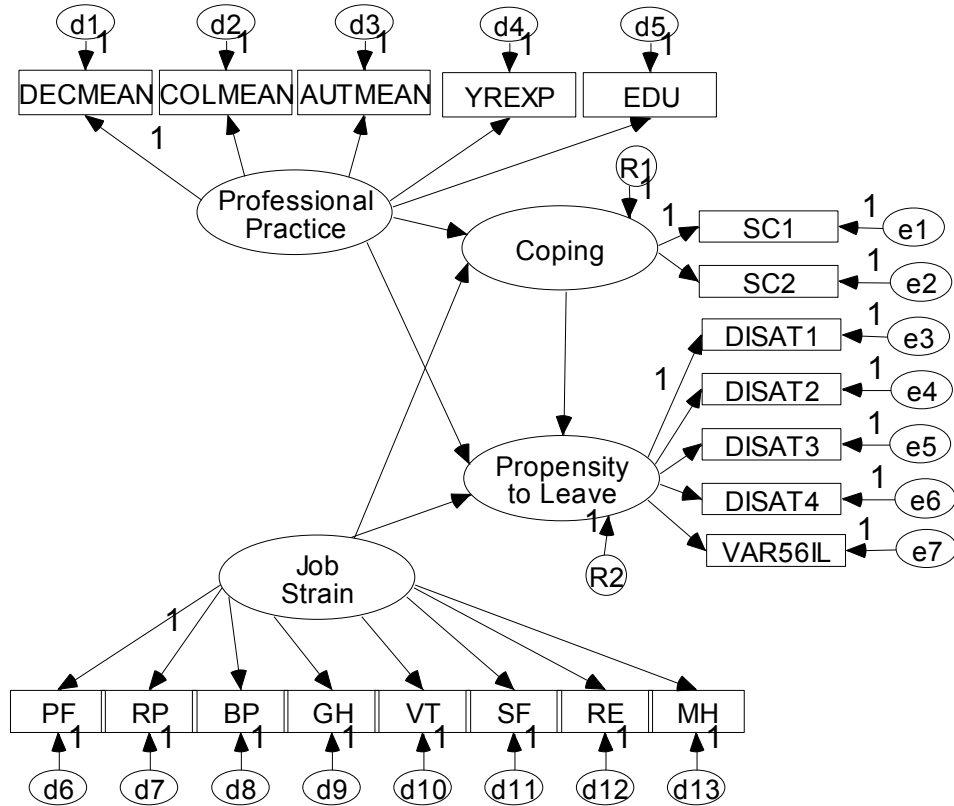 d1 d2 d3 d4 d5
1 1 1 1 1
DECMEAN COLMEAN AUTMEAN YREXP EDU
1
R1
1
Professional
Practice
Coping
1
SC1
1
e1
SC2
1
e2
DISAT1
1
e3
1
DISAT2
1
e4
DISAT3
1
e5
Propensity
to Leave
DISAT4
1
e6
VAR56IL
1
e7
1
R2
Job
Strain
1
PF RP BP GH VT SF RE MH
1 1 1 1 1 1 1 1
d6 d7 d8 d9 d10 d11 d12 d13